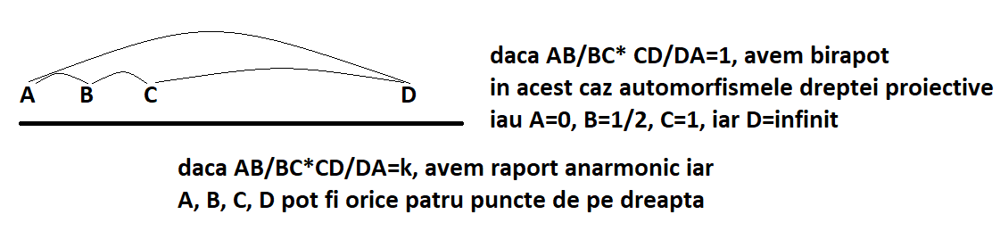 A B C D
daca AB/BC* CD/DA=1, avem birapot
in acest caz automorfismele dreptei proiective
iau A=0, B=1/2, C=1, iar D=infinit
daca AB/BC*CD/DA=k, avem raport anarmonic iar
A, B, C, D pot fi orice patru puncte de pe dreapta